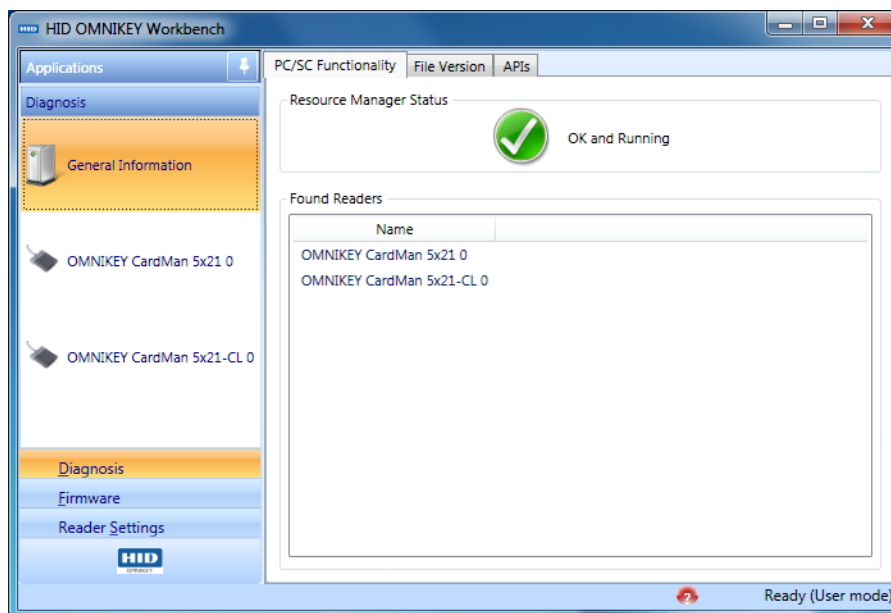 HID OMNIKEY Workbench
Applications
Diagnosis
General Information
OMNIKEY CardMan 5x21 0
OMNIKEY CardMan 5x21-CL 0
Diagnosis
Firmware
Reader Settings
HID
OMNIKEY
PC/SC Functionality File Version APIs
Resource Manager Status
OK and Running
Found Readers
Name
OMNIKEY CardMan 5x21 0
OMNIKEY CardMan 5x21-CL 0
? Ready (User mode)